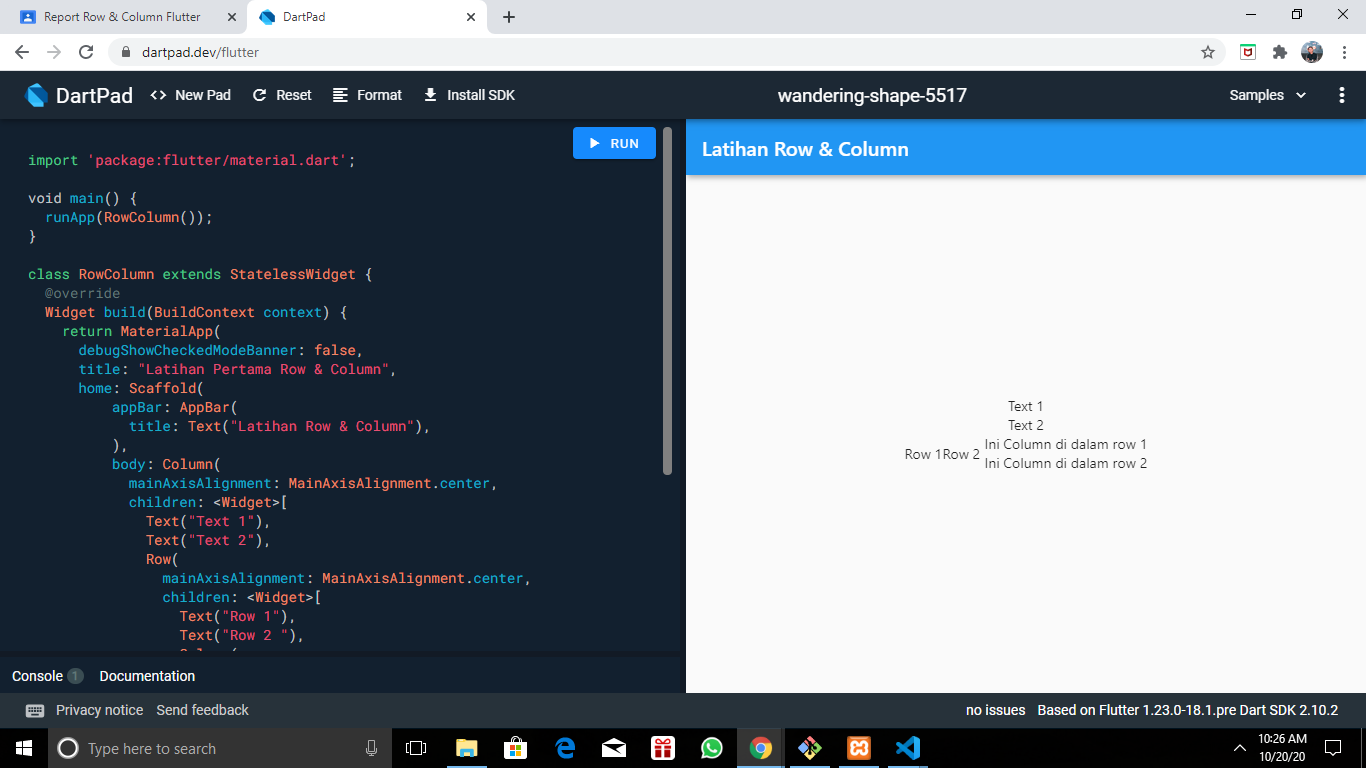 Report Row & Column Flutter
DartPad
dartpad.dev/flutter
DartPad
<> New Pad
Reset
Format
Install SDK
wandering-shape-5517
Samples
RUN
import 'package:flutter/material.dart';
void main() {
runApp(RowColumn());
}
class RowColumn extends StatelessWidget {
@override
Widget build(BuildContext context) {
return MaterialApp(
debugShowCheckedModeBanner: false,
title: "Latihan Pertama Row & Column",
home: Scaffold(
appBar: AppBar(
title: Text("Latihan Row & Column"),
),
body: Column(
mainAxisAlignment: MainAxisAlignment.center,
children: <Widget>[
Text("Text 1"),
Text("Text 2"),
Row(
mainAxisAlignment: MainAxisAlignment.center,
children: <Widget>[
Text("Row 1"),
Text("Row 2 "),
Latihan Row & Column
Text 1
Text 2
Row 1Row 2
Ini Column di dalam row 1
Ini Column di dalam row 2
Console 1
Documentation
Privacy notice
Send feedback
no issues
Based on Flutter 1.23.0-18.1.pre Dart SDK 2.10.2
Type here to search
10:26 AM
10/20/20